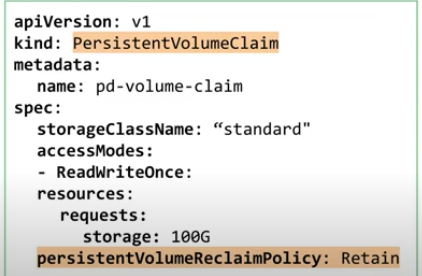 apiVersion: v1
kind: PersistentVolumeClaim
metadata:
name: pd-volume-claim
spec:
storageClassName: “standard"
accessModes:
- ReadWriteOnce:
resources:
requests:
storage: 100G
persistentVolumeReclaimPolicy: Retain